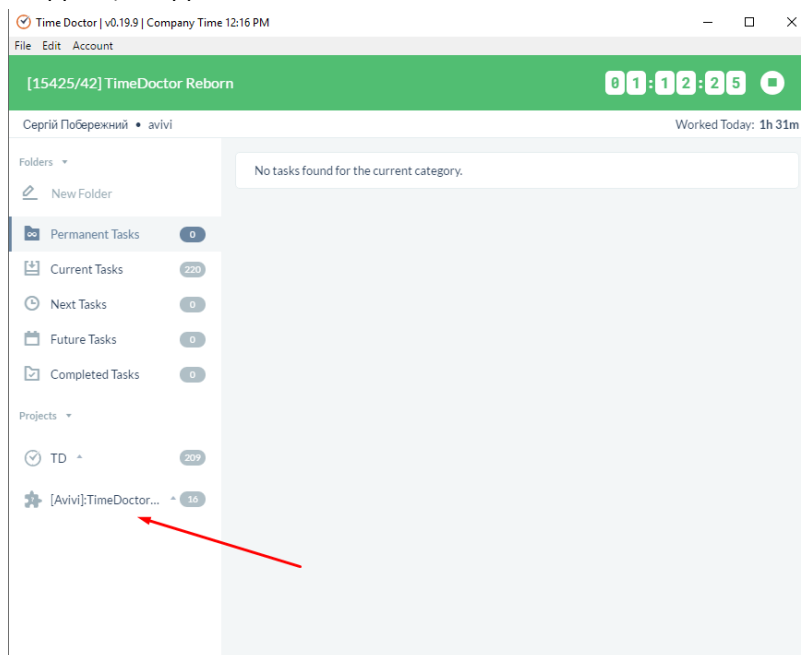 Time Doctor | v0.19.9 | Company Time 12:16 PM
File Edit Account
[15425/42] TimeDoctor Reborn 01:12:25
Сергій Побережний • avivi Worked Today: 1h 31m
Folders
No tasks found for the current category.
New Folder
Permanent Tasks 0
Current Tasks 220
Next Tasks 0
Future Tasks 0
Completed Tasks 0
Projects
TD 209
[Avivi]:TimeDoctor... 16